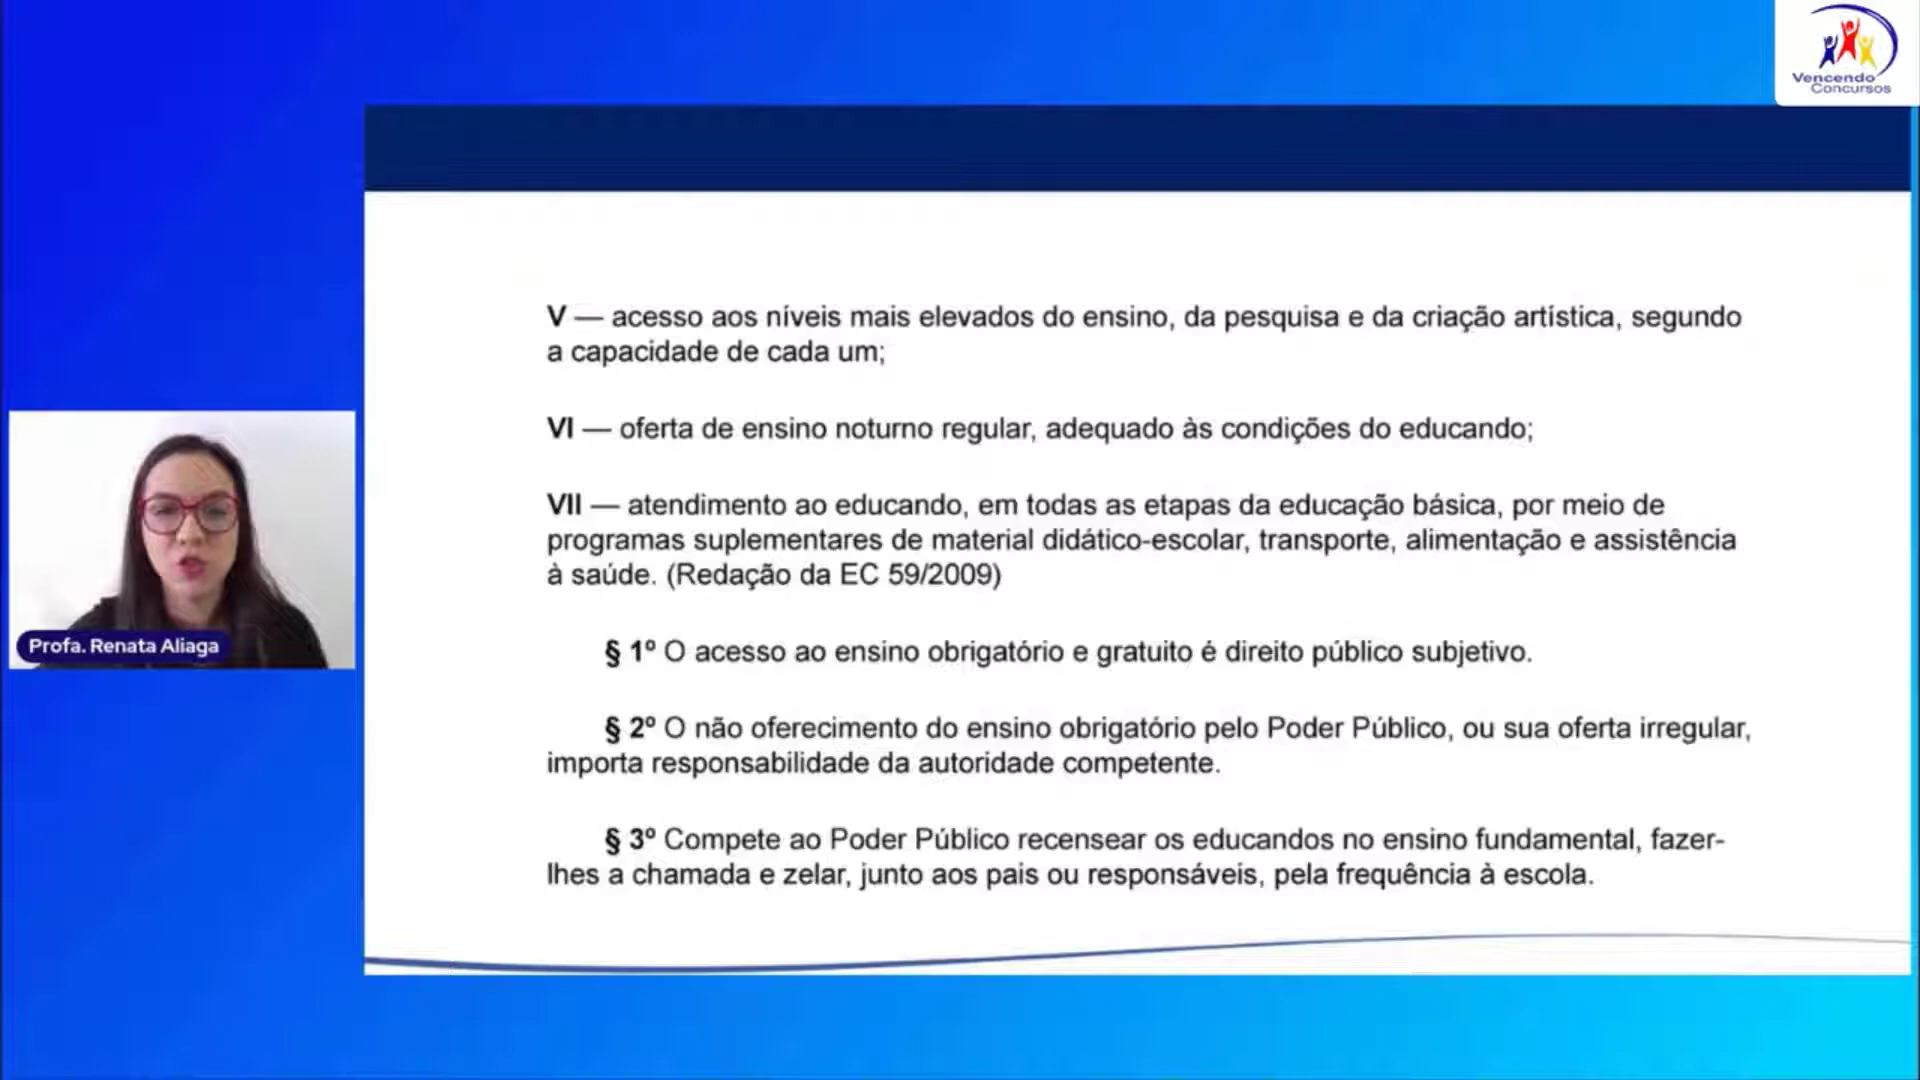 Vencendo
Concursos
V — acesso aos níveis mais elevados do ensino, da pesquisa e da criação artística, segundo
a capacidade de cada um;
VI — oferta de ensino noturno regular, adequado às condições do educando;
VII — atendimento ao educando, em todas as etapas da educação básica, por meio de
programas suplementares de material didático-escolar, transporte, alimentação e assistência
à saúde. (Redação da EC 59/2009)
§ 1º O acesso ao ensino obrigatório e gratuito é direito público subjetivo.
§ 2º O não oferecimento do ensino obrigatório pelo Poder Público, ou sua oferta irregular,
importa responsabilidade da autoridade competente.
§ 3º Compete ao Poder Público recensear os educandos no ensino fundamental, fazer-
lhes a chamada e zelar, junto aos pais ou responsáveis, pela frequência à escola.
Profa. Renata Aliaga